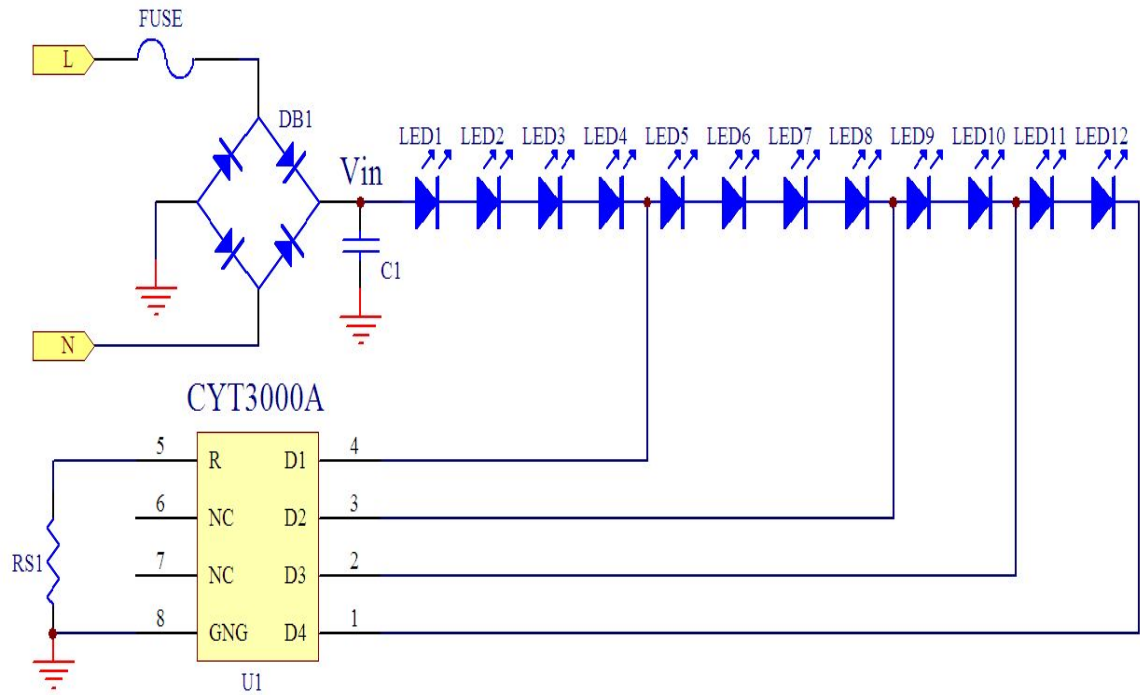 FUSE
L
DB1
Vin
LED1 LED2 LED3 LED4 LED5 LED6 LED7 LED8 LED9 LED10 LED11 LED12
C1
N
CYT3000A
5 R D1 4
6 NC D2 3
RS1
7 NC D3 2
8 GNG D4 1
U1